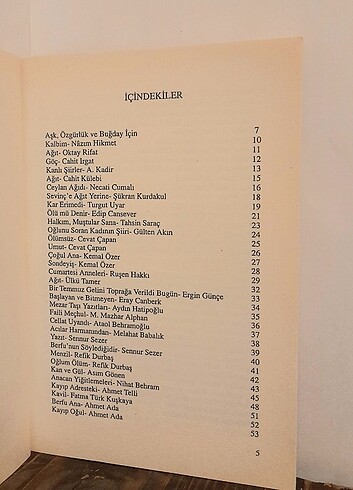 İÇİNDEKİLER
Aşk, Özgürlük ve Buğday İçin 7
Kalbim- Nâzım Hikmet 10
Ağıt- Oktay Rifat 11
Göç- Cahit Irgat 12
Kanlı Şiirler- A. Kadir 13
Ağıt- Cahit Külebi 15
Ceylan Ağıdı- Necati Cumalı 16
Sevinç'e Ağıt Yerine- Şükran Kurdakul 18
Kar Erimedi- Turgut Uyar 19
Ölü mü Denir- Edip Cansever 21
Halkım, Muştular Sana- Tahsin Saraç 23
Oğlunu Soran Kadının Şiiri- Gülten Akın 24
Ölümsüz- Cevat Çapan 25
Umut- Cevat Çapan 26
Çoğul Ana- Kemal Özer 27
Sondeyiş- Kemal Özer 28
Cumartesi Anneleri- Ruşen Hakkı 29
Ağıt- Ülkü Tamer 31
Bir Temmuz Gelini Toprağa Verildi Bugün- Ergin Günçe 32
Başlayan ve Bitmeyen- Eray Canberk 33
Mezar Taşı Yazıları- Aydın Hatipoğlu 34
Faili Meçhul- M. Mazhar Alphan 35
Cellat Uyandı- Ataol Behramoğlu 36
Acılar Harmanından- Melahat Babalık 37
Yazıt- Sennur Sezer 38
Berfu'nun Söylediğidir- Sennur Sezer 39
Menzil- Refik Durbaş 40
Oğlum Ölüm- Refik Durbaş 41
Kan ve Gül- Asım Gönen 42
Anacan Yiğitlemeleri- Nihat Behram 43
Kayıp Adresteki- Ahmet Telli 45
Kavil- Fatma Türk Kuşkaya 48
Berfu Ana- Ahmet Ada 51
Kayıp Oğul- Ahmet Ada 52
53
5